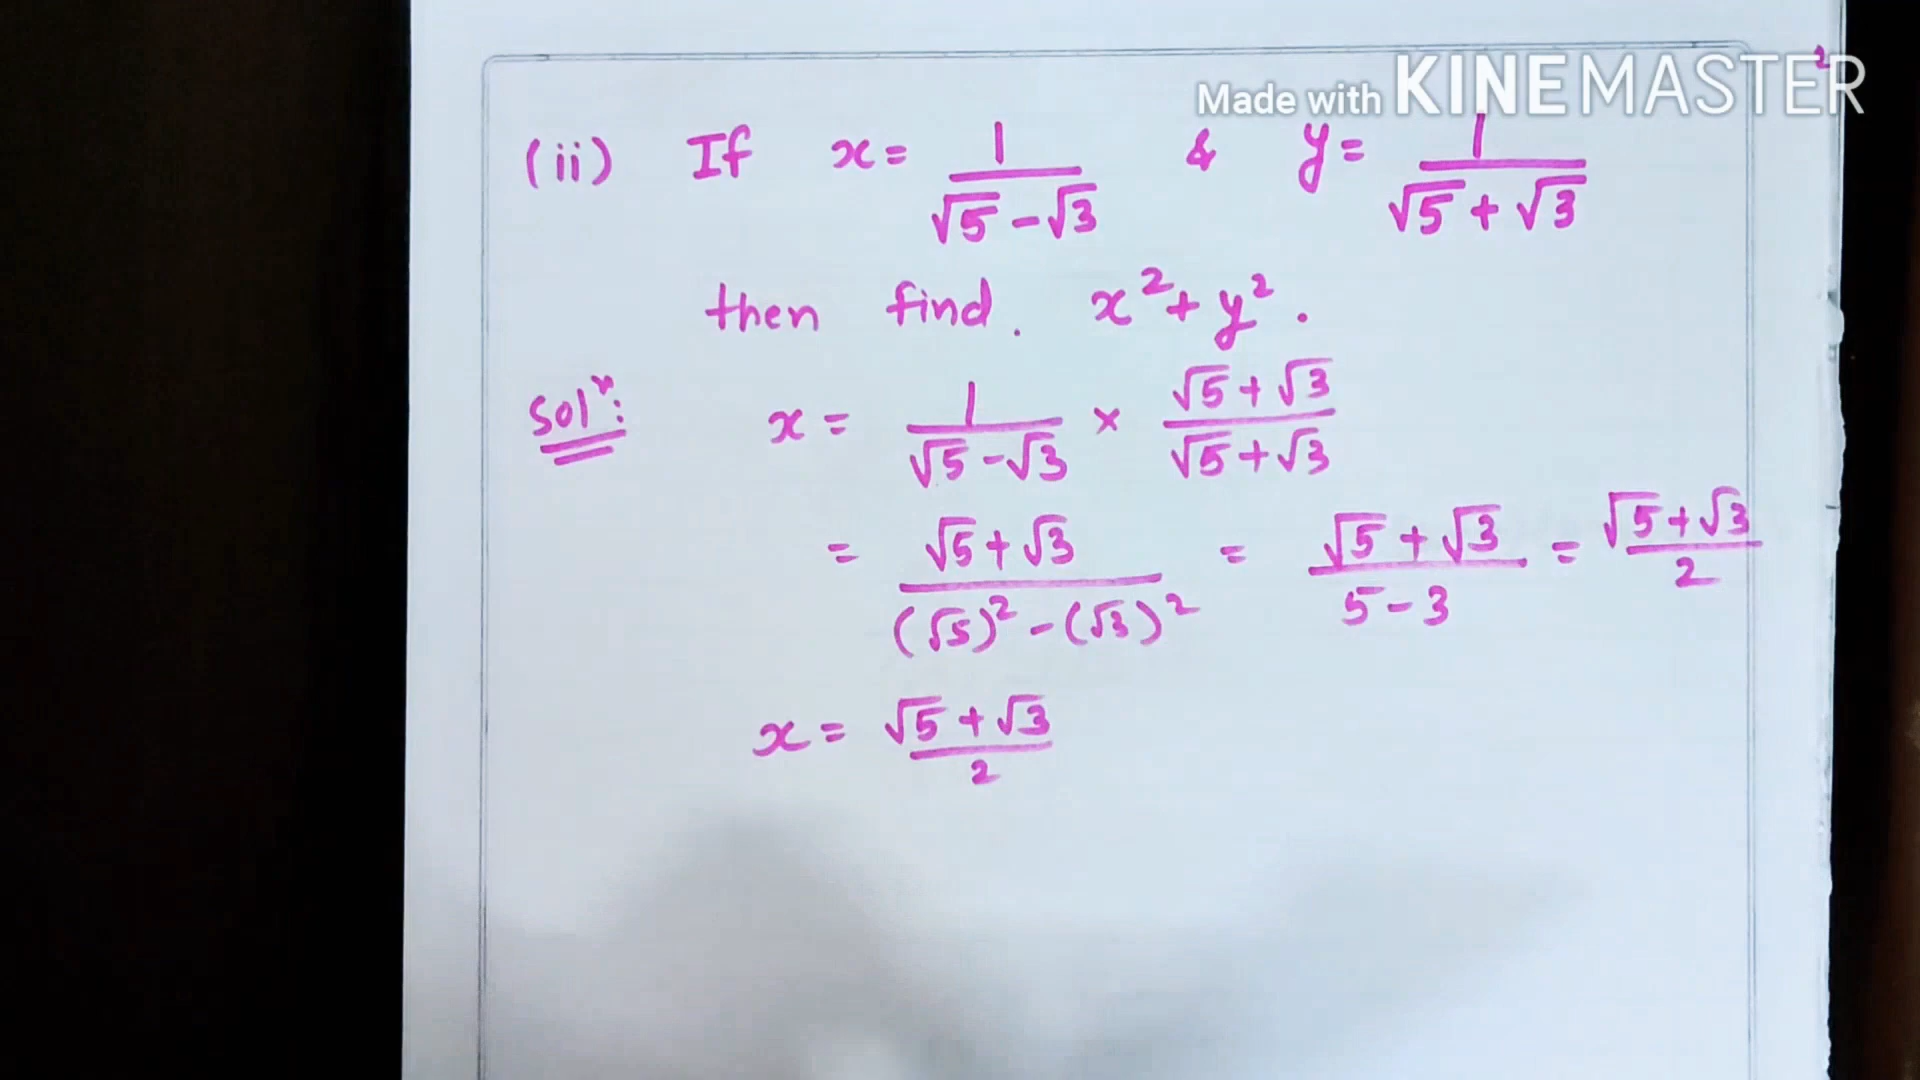 Made with KINEMASTER
2
(ii) If x = 1/(√5 - √3) & y = 1/(√5 + √3)
then find. x² + y².
Solⁿ: x = 1/(√5 - √3) × (√5 + √3)/(√5 + √3)
= (√5 + √3)/((√5)² - (√3)²) = (√5 + √3)/(5 - 3) = (√5 + √3)/2
x = (√5 + √3)/2